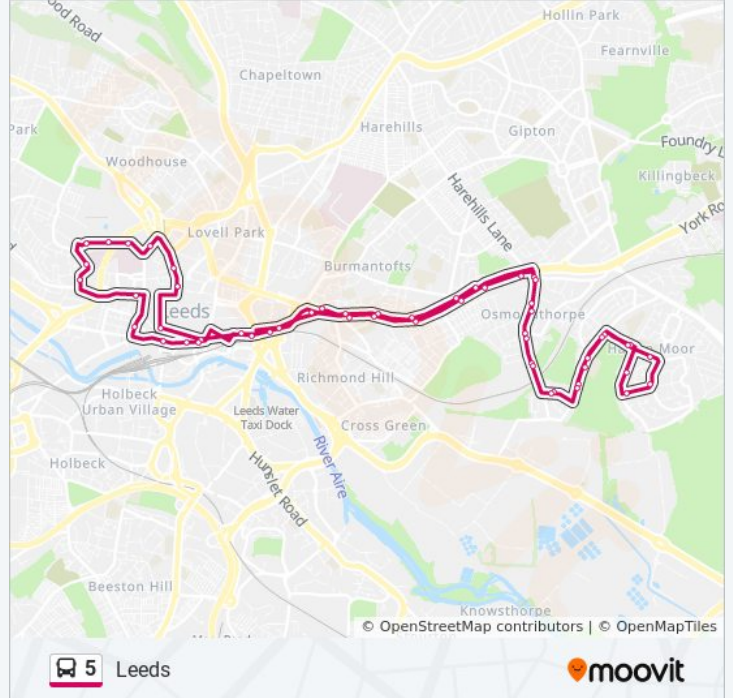 ood Road
Hollin Park
Fearnville
Chapeltown
Park
Harehills
Gipton
Foundry L
Woodhouse
Killingbeck
Harehills Lane
York Ro
Lovell Park
Burmantofts
Leeds
Osmondthorpe
Halton Moor
Richmond Hill
Holbeck
Urban Village
Leeds Water
Taxi Dock
Cross Green
River Aire
Holbeck
Hunslet Road
Beeston Hill
Knowsthorpe
© OpenStreetMap contributors | © OpenMapTiles
5 Leeds
moovit